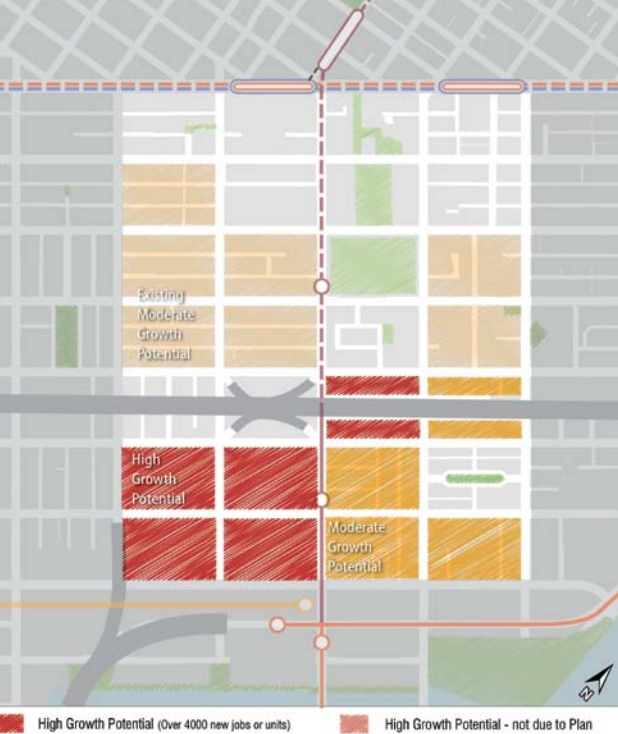 Existing
Moderate
Growth
Potential
High
Growth
Potential
Moderate
Growth
Potential
N
High Growth Potential (Over 4000 new jobs or units)
High Growth Potential - not due to Plan